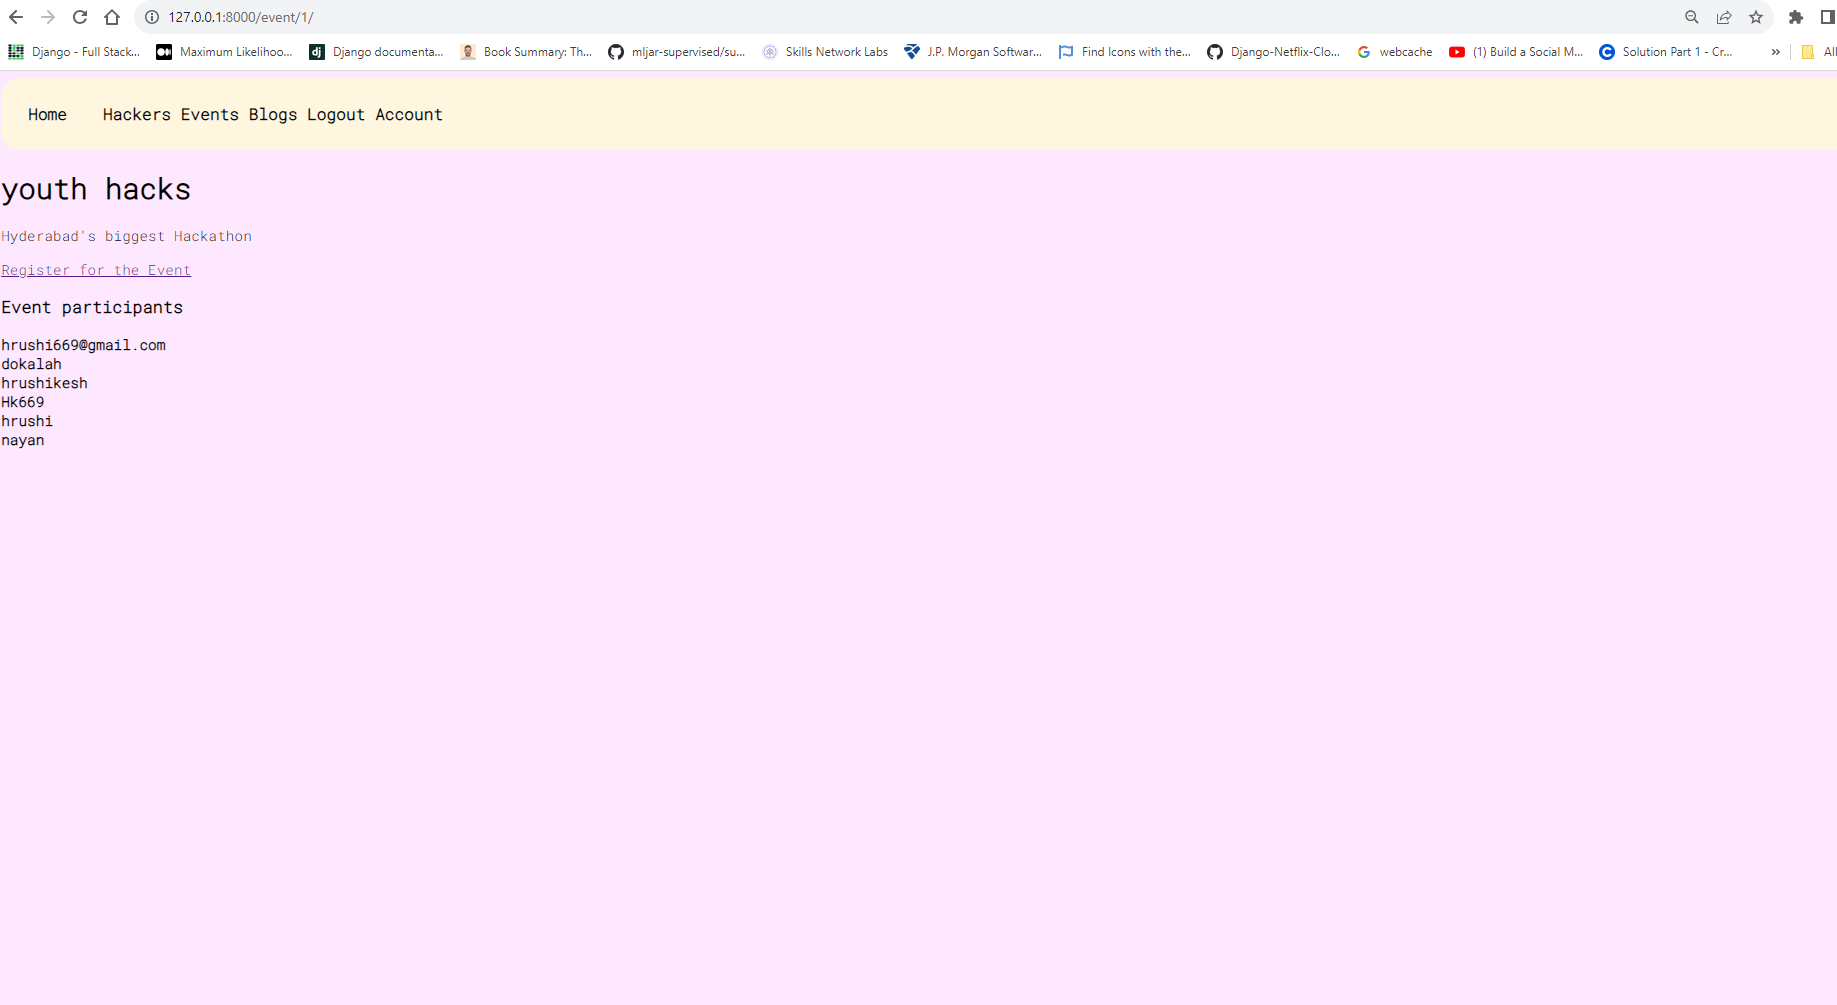 127.0.0.1:8000/event/1/
Django - Full Stack... Maximum Likelihoo... dj Django documenta... Book Summary: Th... mljar-supervised/su... Skills Network Labs J.P. Morgan Softwar... Find Icons with the... Django-Netflix-Clo... webcache (1) Build a Social M... Solution Part 1 - Cr... » All
Home Hackers Events Blogs Logout Account
youth hacks
Hyderabad's biggest Hackathon
Register for the Event
Event participants
hrushi669@gmail.com
dokalah
hrushikesh
Hk669
hrushi
nayan